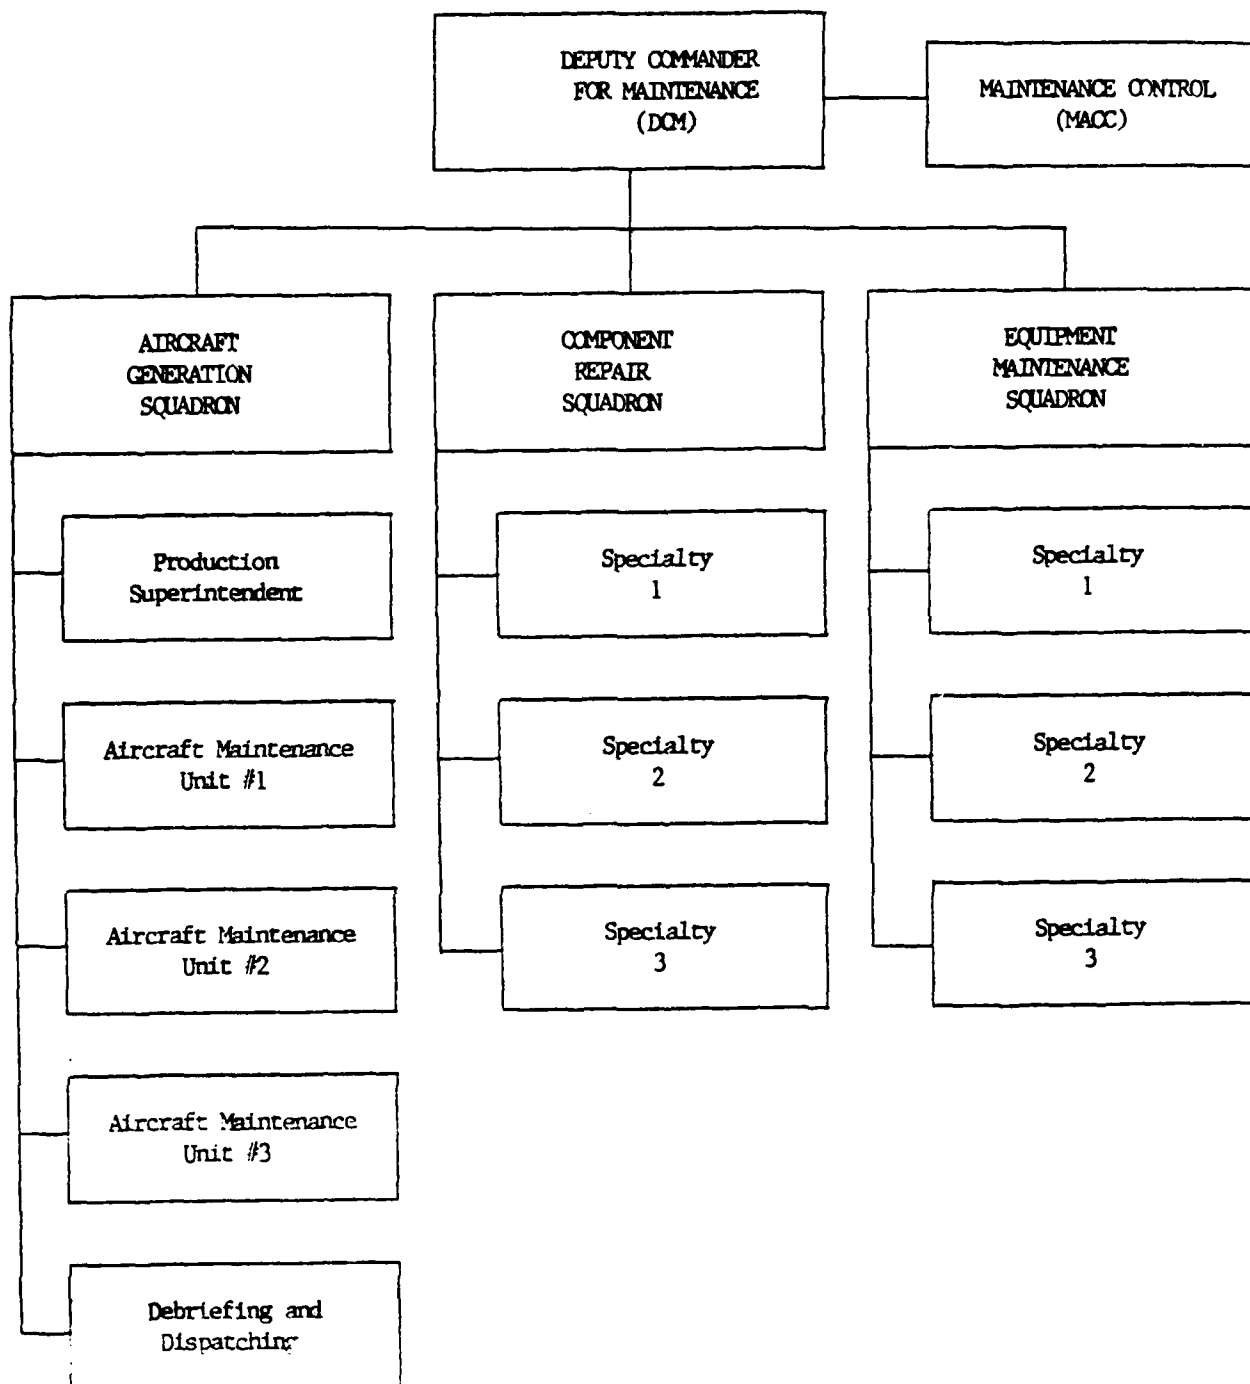 DEPUTY COMMANDER
FOR MAINTENANCE
(DCM)
MAINTENANCE CONTROL
(MACC)
AIRCRAFT
GENERATION
SQUADRON
COMPONENT
REPAIR
SQUADRON
EQUIPMENT
MAINTENANCE
SQUADRON
Production
Superintendent
Specialty
1
Specialty
1
Aircraft Maintenance
Unit #1
Specialty
2
Specialty
2
Aircraft Maintenance
Unit #2
Specialty
3
Specialty
3
Aircraft Maintenance
Unit #3
Debriefing and
Dispatching